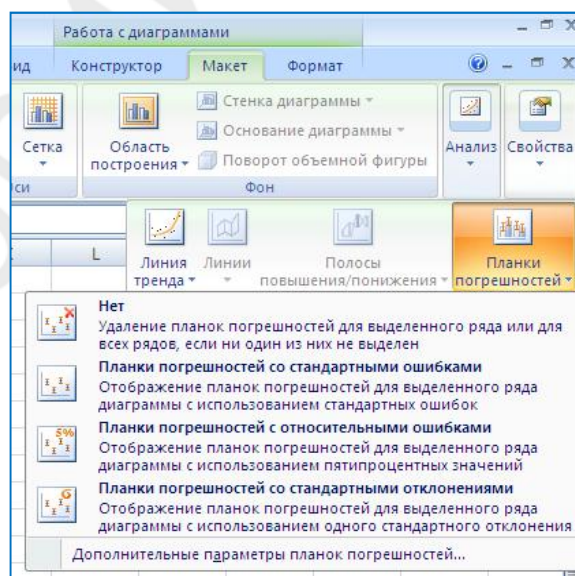 Работа с диаграммами
ид Конструктор Макет Формат
Сетка
Область построения
Стенка диаграммы
Основание диаграммы
Поворот объемной фигуры
Анализ
Свойства
Фон
L
Линия тренда
Линии
Полосы повышения/понижения
Планки погрешностей
Нет
Удаление планок погрешностей для выделенного ряда или для
всех рядов, если ни один из них не выделен
Планки погрешностей со стандартными ошибками
Отображение планок погрешностей для выделенного ряда
диаграммы с использованием стандартных ошибок
5%
Планки погрешностей с относительными ошибками
Отображение планок погрешностей для выделенного ряда
диаграммы с использованием пятипроцентных значений
Планки погрешностей со стандартными отклонениями
Отображение планок погрешностей для выделенного ряда
диаграммы с использованием одного стандартного отклонения
Дополнительные параметры планок погрешностей...